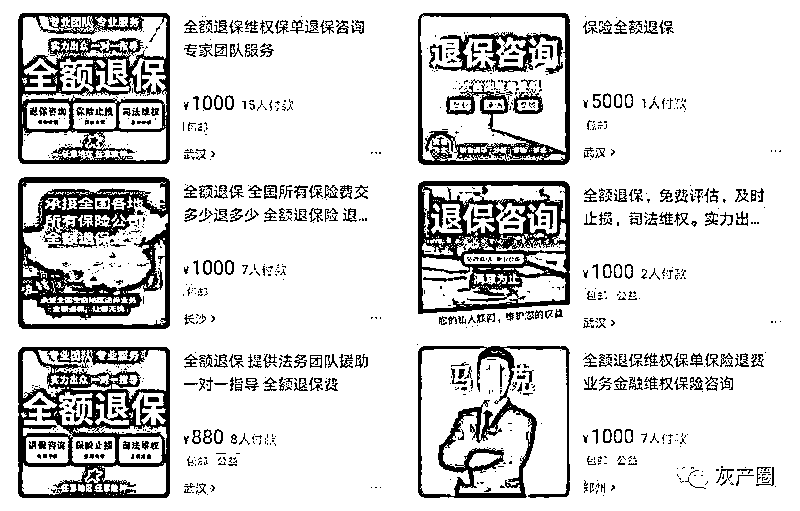 专业团队 专业服务
全额退保
退保咨询 保险止损 司法维权
全额退保维权保单退保咨询
专家团队服务
¥1000 15人付款
包邮
武汉 >
...
退保咨询
保险全额退保
¥5000 1人付款
包邮
武汉 >
...
承接全国各地
所有保险公司
全额退保
全额退保 全国所有保险费交
多少退多少 全额退保险 退...
¥1000 7人付款
包邮
长沙 >
...
退保咨询
您的私人顾问,维护您的权益
全额退保,免费评估,及时
止损,司法维权。实力出...
¥1000 2人付款
包邮 公益
武汉 >
...
专业团队 专业服务
全额退保
退保咨询 保险止损 司法维权
全额退保 提供法务团队援助
一对一指导 全额退保费
¥880 8人付款
包邮 公益
武汉 >
...
全额退保维权保单保险退费
业务金融维权保险咨询
¥1000 7人付款
包邮 公益
郑州 >
灰产圈